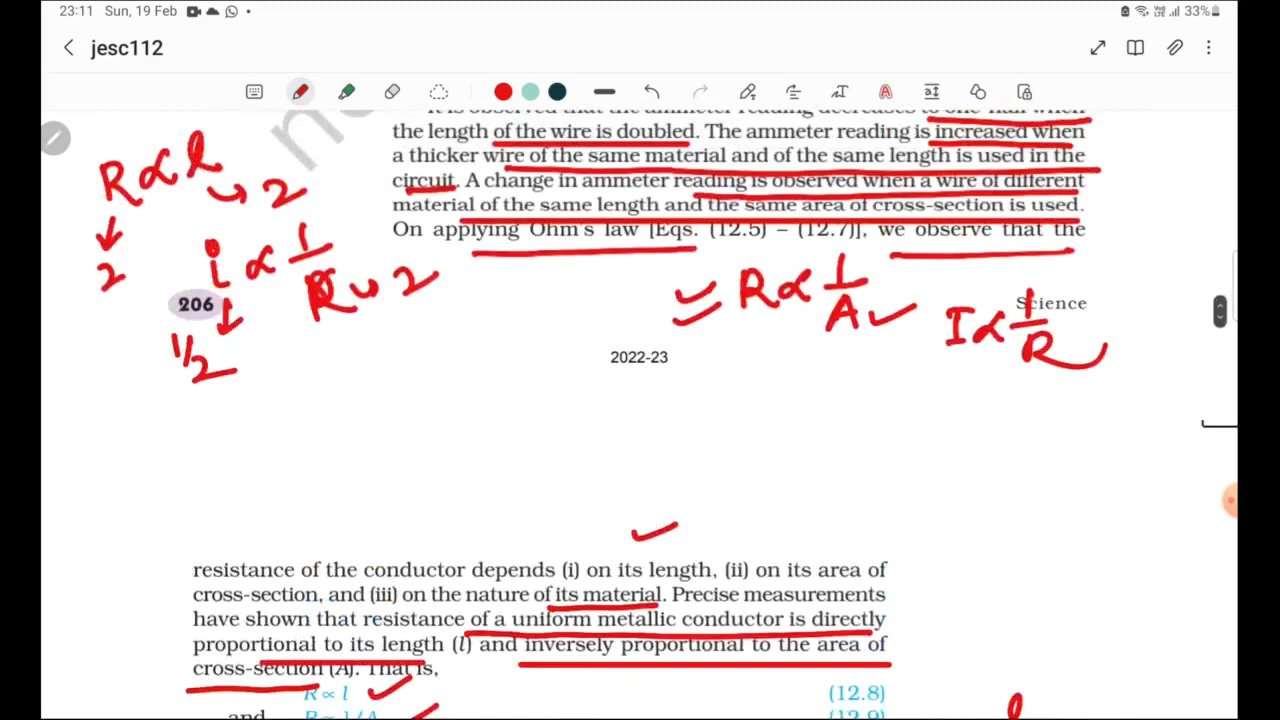 23:11 Sun, 19 Feb
33%
jesc112
the length of the wire is doubled. The ammeter reading is increased when
a thicker wire of the same material and of the same length is used in the
circuit. A change in ammeter reading is observed when a wire of different
material of the same length and the same area of cross-section is used.
On applying Ohm's law [Eqs. (12.5) – (12.7)], we observe that the
R ∝ l
→ 2
2
i ∝ 1/R → 2
1/2
R ∝ 1/A
I ∝ 1/R
206
Science
2022-23
resistance of the conductor depends (i) on its length, (ii) on its area of
cross-section, and (iii) on the nature of its material. Precise measurements
have shown that resistance of a uniform metallic conductor is directly
proportional to its length (l) and inversely proportional to the area of
cross-section (A). That is,
R ∝ l (12.8)
and R ∝ 1/A (12.9)
l